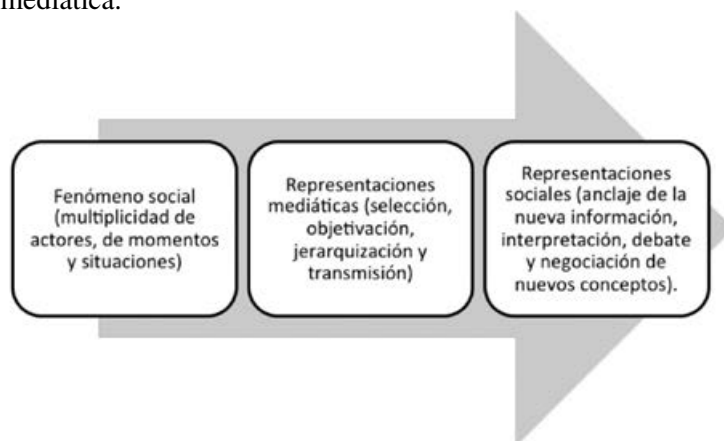 mediática.
Fenómeno social
(multiplicidad de
actores, de momentos
y situaciones)
Representaciones
mediáticas (selección,
objetivación,
jerarquización y
transmisión)
Representaciones
sociales (anclaje de la
nueva información,
interpretación, debate
y negociación de
nuevos conceptos).